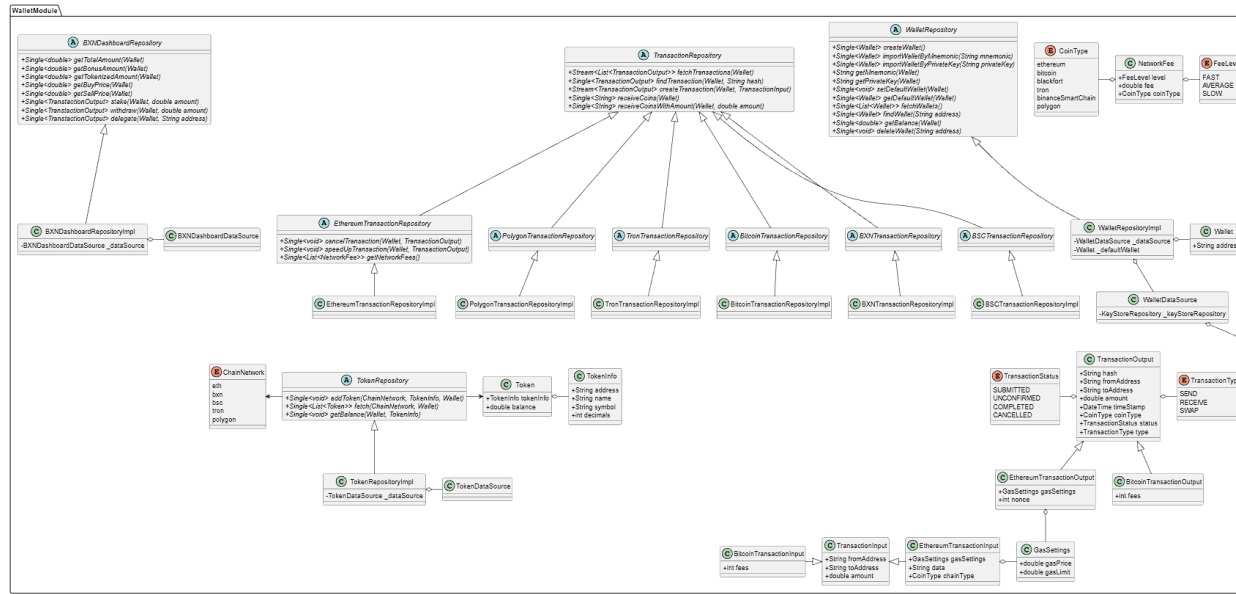 WalletModule
A BXNDashboardRepository
+Single<double> getTotalAmount(Wallet)
+Single<double> getBonusAmount(Wallet)
+Single<double> getTokenizedAmount(Wallet)
+Single<double> getBuyPrice(Wallet)
+Single<double> getSellPrice(Wallet)
+Single<TranstactionOutput> stake(Wallet, double amount)
+Single<TranstactionOutput> withdraw(Wallet, double amount)
+Single<TranstactionOutput> delegate(Wallet, String address)
A TransactionRepository
+Stream<List<TransactionOutput>> fetchTransactions(Wallet)
+Single<TransactionOutput> findTransaction(Wallet, String hash)
+Stream<TransactionOutput> createTransaction(Wallet, TransactionInput)
+Single<String> receiveCoins(Wallet)
+Single<String> receiveCoinsWithAmount(Wallet, double amount)
A WalletRepository
+Single<Wallet> createWallet()
+Single<Wallet> importWalletByMnemonic(String mnemonic)
+Single<Wallet> importWalletByPrivateKey(String privateKey)
String getMnemonic(Wallet)
String getPrivateKey(Wallet)
+Single<void> setDefaultWallet(Wallet)
+Single<Wallet> getDefaultWallet(Wallet)
+Single<List<Wallet>> fetchWallets()
+Single<Wallet> findWallet(String address)
+Single<double> getBalance(Wallet)
+Single<void> deleteWallet(String address)
E CoinType
ethereum
bitcoin
blackfort
tron
binanceSmartChain
polygon
C NetworkFee
+FeeLevel level
+double fee
+CoinType coinType
E FeeLevel
FAST
AVERAGE
SLOW
C BXNDashboardRepositoryImpl
-BXNDashboardDataSource _dataSource
C BXNDashboardDataSource
A EthereumTransactionRepository
+Single<void> cancelTransaction(Wallet, TransactionOutput)
+Single<void> speedUpTransaction(Wallet, TransactionOutput)
+Single<List<NetworkFee>> getNetworkFees()
A PolygonTransactionRepository
A TronTransactionRepository
A BitcoinTransactionRepository
A BXNTransactionRepository
A BSCTransactionRepository
C WalletRepositoryImpl
-WalletDataSource _dataSource
-Wallet _defaultWallet
C Wallet
+String address
C EthereumTransactionRepositoryImpl
C PolygonTransactionRepositoryImpl
C TronTransactionRepositoryImpl
C BitcoinTransactionRepositoryImpl
C BXNTransactionRepositoryImpl
C BSCTransactionRepositoryImpl
C WalletDataSource
-KeyStoreRepository _keyStoreRepository
E ChainNetwork
eth
bxn
bsc
tron
polygon
A TokenRepository
+Single<void> addToken(ChainNetwork, TokenInfo, Wallet)
+Single<List<Token>> fetch(ChainNetwork, Wallet)
+Single<void> getBalance(Wallet, TokenInfo)
C Token
+TokenInfo tokenInfo
+double balance
C TokenInfo
+String address
+String name
+String symbol
+int decimals
E TransactionStatus
SUBMITTED
UNCONFIRMED
COMPLETED
CANCELLED
C TransactionOutput
+String hash
+String fromAddress
+String toAddress
+double amount
+DateTime timeStamp
+CoinType coinType
+TransactionStatus status
+TransactionType type
E TransactionTyp
SEND
RECEIVE
SWAP
C TokenRepositoryImpl
-TokenDataSource _dataSource
C TokenDataSource
C EthereumTransactionOutput
+GasSettings gasSettings
+int nonce
C BitcoinTransactionOutput
+int fees
C BitcoinTransactionInput
+int fees
C TransactionInput
+String fromAddress
+String toAddress
+double amount
C EthereumTransactionInput
+GasSettings gasSettings
+String data
+CoinType chainType
C GasSettings
+double gasPrice
+double gasLimit